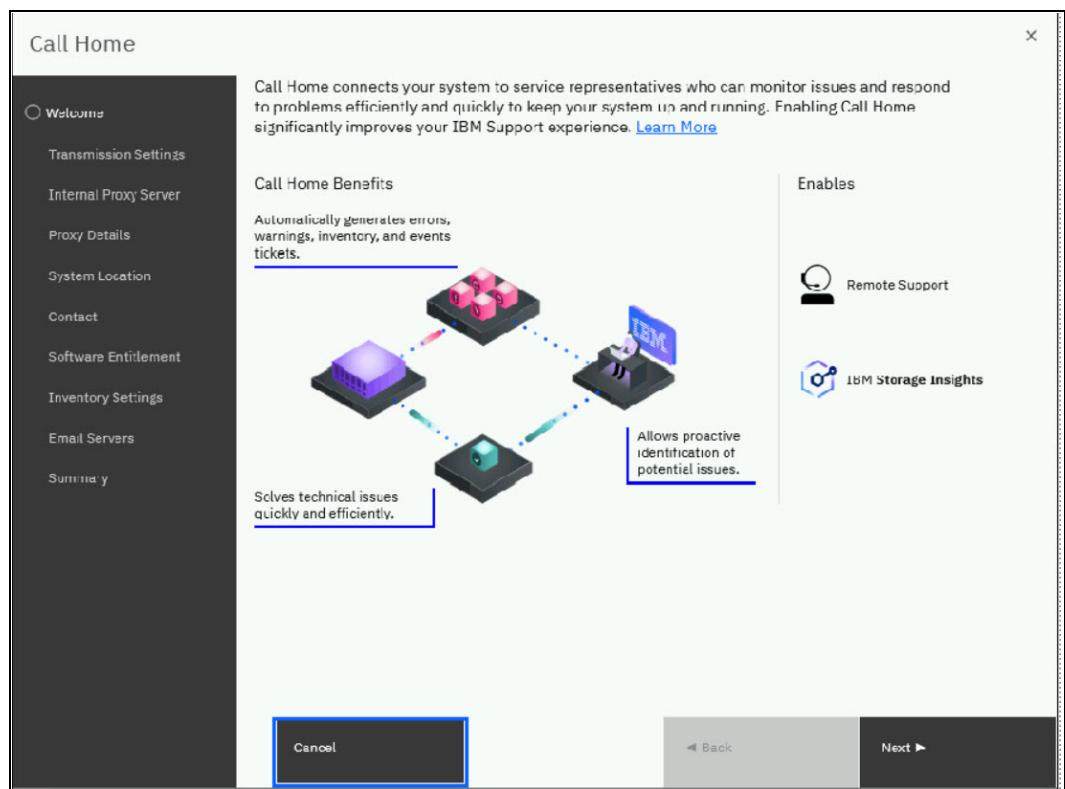 Call Home
×
Call Home connects your system to service representatives who can monitor issues and respond
to problems efficiently and quickly to keep your system up and running. Enabling Call Home
significantly improves your IBM Support experience. Learn More
Welcome
Transmission Settings
Internal Proxy Server
Proxy Details
System Location
Contact
Software Entitlement
Inventory Settings
Email Servers
Summary
Call Home Benefits
Automatically generates errors,
warnings, inventory, and events
tickets.
IBM
Allows proactive
identification of
potential issues.
Solves technical issues
quickly and efficiently.
Enables
Remote Support
IBM Storage Insights
Cancel
◄ Back
Next ►